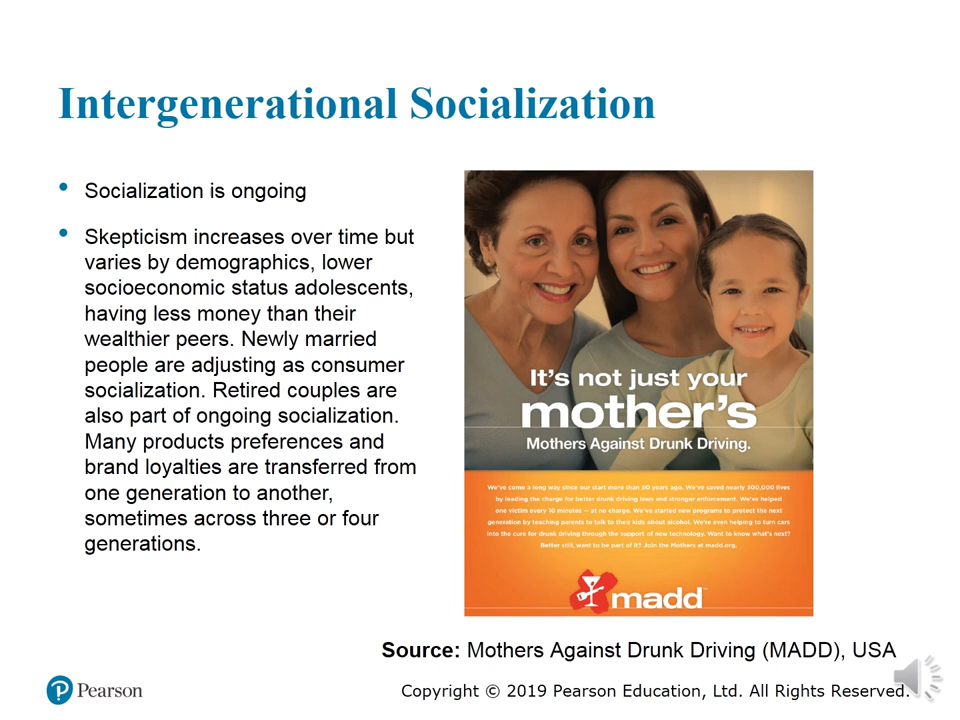 Intergenerational Socialization
• Socialization is ongoing
• Skepticism increases over time but
varies by demographics, lower
socioeconomic status adolescents,
having less money than their
wealthier peers. Newly married
people are adjusting as consumer
socialization. Retired couples are
also part of ongoing socialization.
Many products preferences and
brand loyalties are transferred from
one generation to another,
sometimes across three or four
generations.
It's not just your
mother's
Mothers Against Drunk Driving.
We've come a long way since our start more than 30 years ago. We've saved nearly 300,000 lives
by leading the charge for better drunk driving laws and stronger enforcement. We've helped
one victim every 10 minutes — at no charge. We've started new programs to protect the next
generation by teaching parents to talk to their kids about alcohol. We're even helping to turn cars
into the cure for drunk driving through the support of new technology. Want to know what's next?
Better still, want to be part of it? Join the Mothers at madd.org.
madd™
Source: Mothers Against Drunk Driving (MADD), USA
P Pearson
Copyright © 2019 Pearson Education, Ltd. All Rights Reserved.